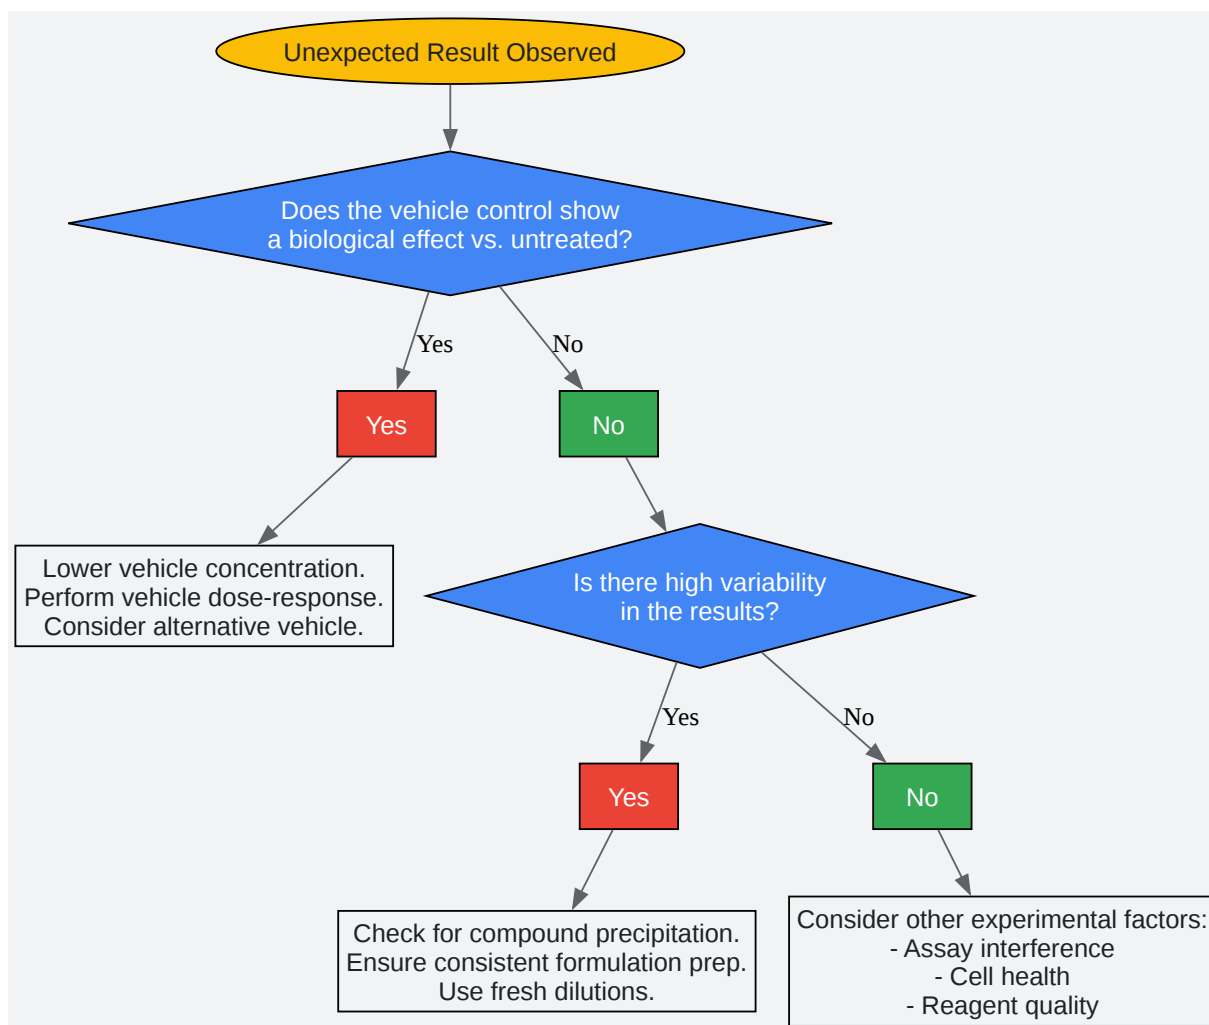 Unexpected Result Observed
Does the vehicle control show
a biological effect vs. untreated?
Yes
No
Yes
No
Lower vehicle concentration.
Perform vehicle dose-response.
Consider alternative vehicle.
Is there high variability
in the results?
Yes
No
Yes
No
Check for compound precipitation.
Ensure consistent formulation prep.
Use fresh dilutions.
Consider other experimental factors:
- Assay interference
- Cell health
- Reagent quality